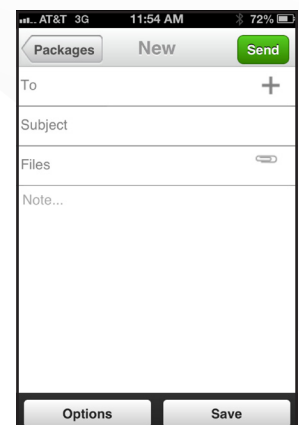 AT&T 3G 11:54 AM 72%
Packages New Send
To +
Subject
Files
Note...
Options Save